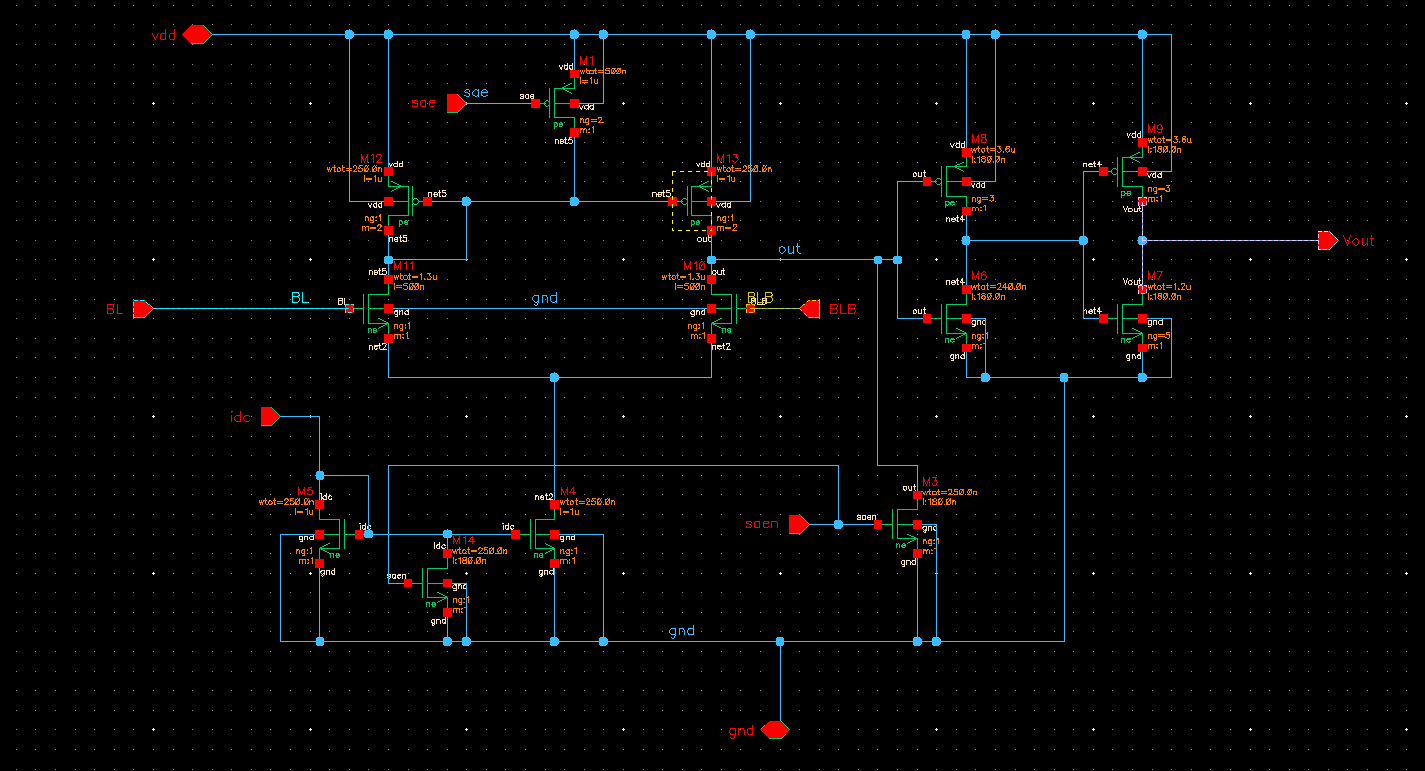 vdd
vdd
M1
wtot=500n
l=1u
sae
sae
sae
vdd
pe
ng=2
m:1
net5
M12
vdd
wtot=250.0n
l=1u
net5
vdd
pe
ng:1
m=2
net5
M13
vdd
wtot=250.0n
l=1u
net5
vdd
pe
ng:1
m=2
out
M8
vdd
wtot=3.6u
l:180.0n
out
vdd
pe
ng=3
m:1
net4
M9
vdd
wtot=3.6u
l:180.0n
net4
vdd
pe
ng=3
m:1
Vout
out
Vout
M11
net5
wtot=1.3u
l=500n
BL
BL
BL
gnd
ne
ng:1
m:1
net2
gnd
M10
out
wtot=1.3u
l=500n
BLB
BLB
BLB
gnd
ne
ng:1
m:1
net2
M6
net4
wtot=240.0n
l:180.0n
out
gnd
ne
ng:1
m:1
gnd
M7
Vout
wtot=1.2u
l:180.0n
net4
gnd
ne
ng=5
m:1
gnd
idc
M5
idc
wtot=250.0n
l=1u
idc
gnd
ne
ng:1
m:1
gnd
M14
idc
wtot=250.0n
l:180.0n
saen
gnd
ne
ng:1
m:1
gnd
M4
net2
wtot=250.0n
l=1u
idc
gnd
ne
ng:1
m:1
gnd
M3
out
wtot=250.0n
l:180.0n
saen
saen
gnd
ne
ng:1
m:1
gnd
gnd
gnd